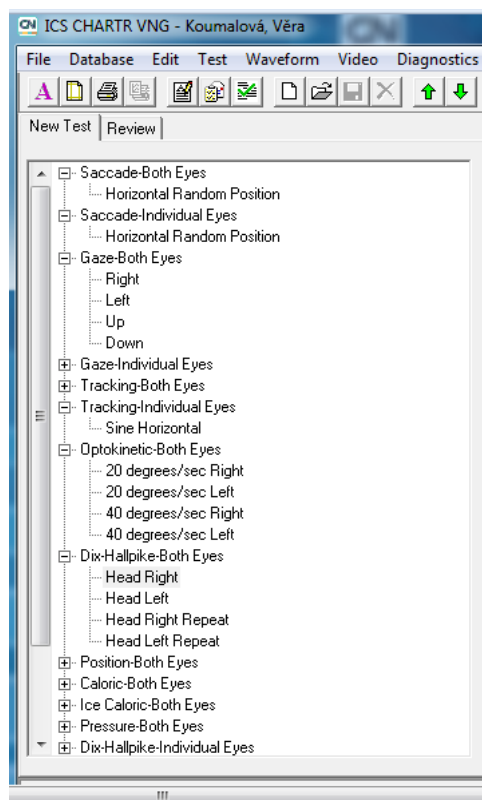 CN ICS CHARTR VNG - Koumalová, Věra
File Database Edit Test Waveform Video Diagnostics
A
New Test Review
Saccade-Both Eyes
Horizontal Random Position
Saccade-Individual Eyes
Horizontal Random Position
Gaze-Both Eyes
Right
Left
Up
Down
Gaze-Individual Eyes
Tracking-Both Eyes
Tracking-Individual Eyes
Sine Horizontal
Optokinetic-Both Eyes
20 degrees/sec Right
20 degrees/sec Left
40 degrees/sec Right
40 degrees/sec Left
Dix-Hallpike-Both Eyes
Head Right
Head Left
Head Right Repeat
Head Left Repeat
Position-Both Eyes
Caloric-Both Eyes
Ice Caloric-Both Eyes
Pressure-Both Eyes
Dix-Hallpike-Individual Eyes